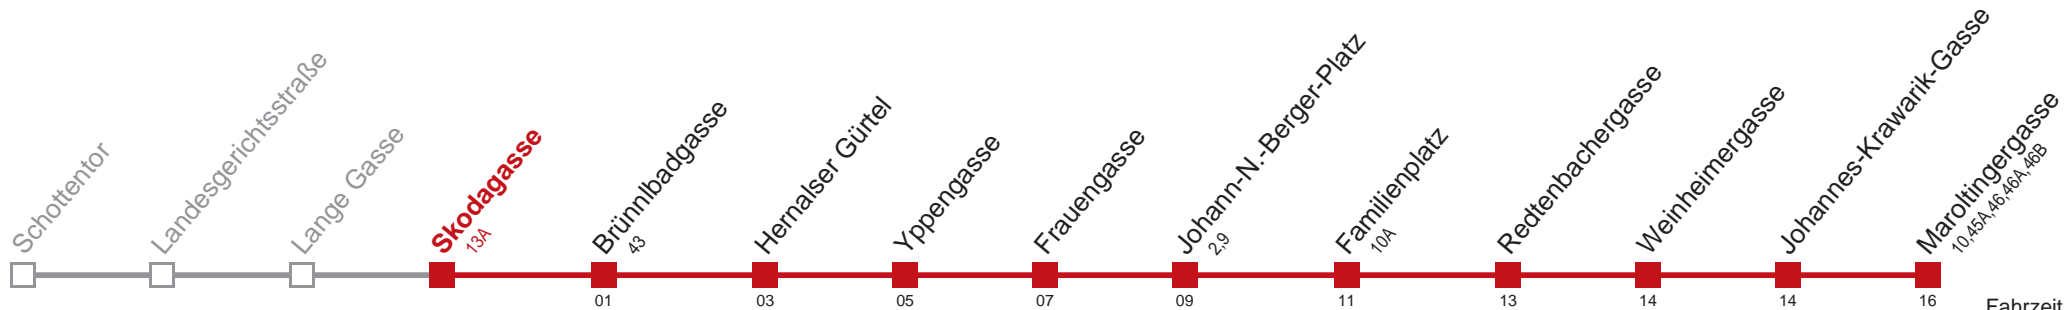 Schottentor
Landesgerichtsstraße
Lange Gasse
Skodagasse
13A
Brünnlbadgasse
43
Hernalser Gürtel
Yppengasse
Frauengasse
Johann-N.-Berger-Platz
2,9
Familienplatz
10A
Redtenbachergasse
Weinheimergasse
Johannes-Krawarik-Gasse
Maroltingergasse
10,45A,46,46A,46B
01 03 05 07 09 11 13 14 14 16
Fahrzeit